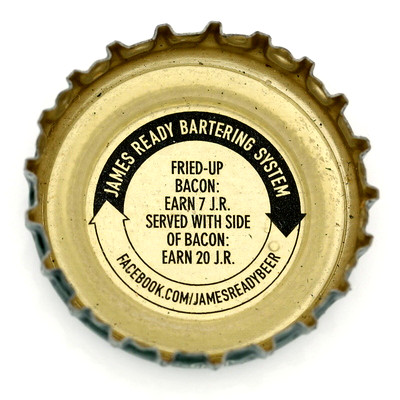 JAMES READY BARTERING SYSTEM
FRIED-UP
BACON:
EARN 7 J.R.
SERVED WITH SIDE
OF BACON:
EARN 20 J.R.
FACEBOOK.COM/JAMESREADYBEER